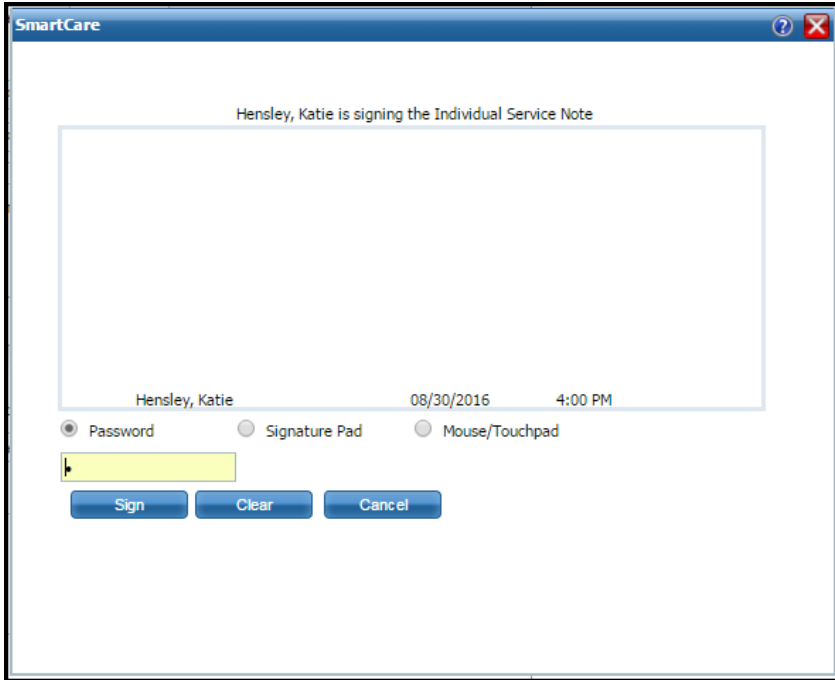 SmartCare
Hensley, Katie is signing the Individual Service Note
Hensley, Katie 08/30/2016 4:00 PM
Password Signature Pad Mouse/Touchpad
Sign Clear Cancel